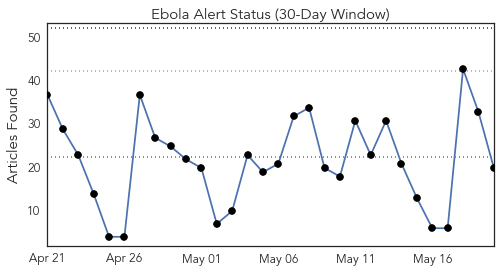 Ebola Alert Status (30-Day Window)
Articles Found
50
40
30
20
10
Apr 21
Apr 26
May 01
May 06
May 11
May 16